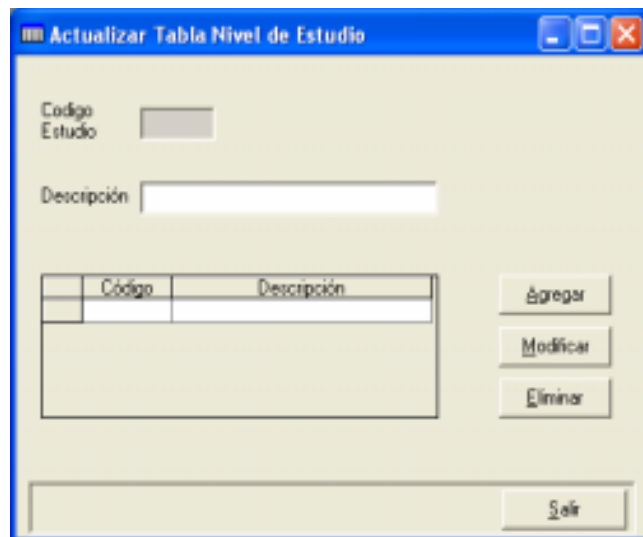 Actualizar Tabla Nivel de Estudio
Codigo
Estudio
Descripción
Código Descripción
Agregar
Modificar
Eliminar
Salir